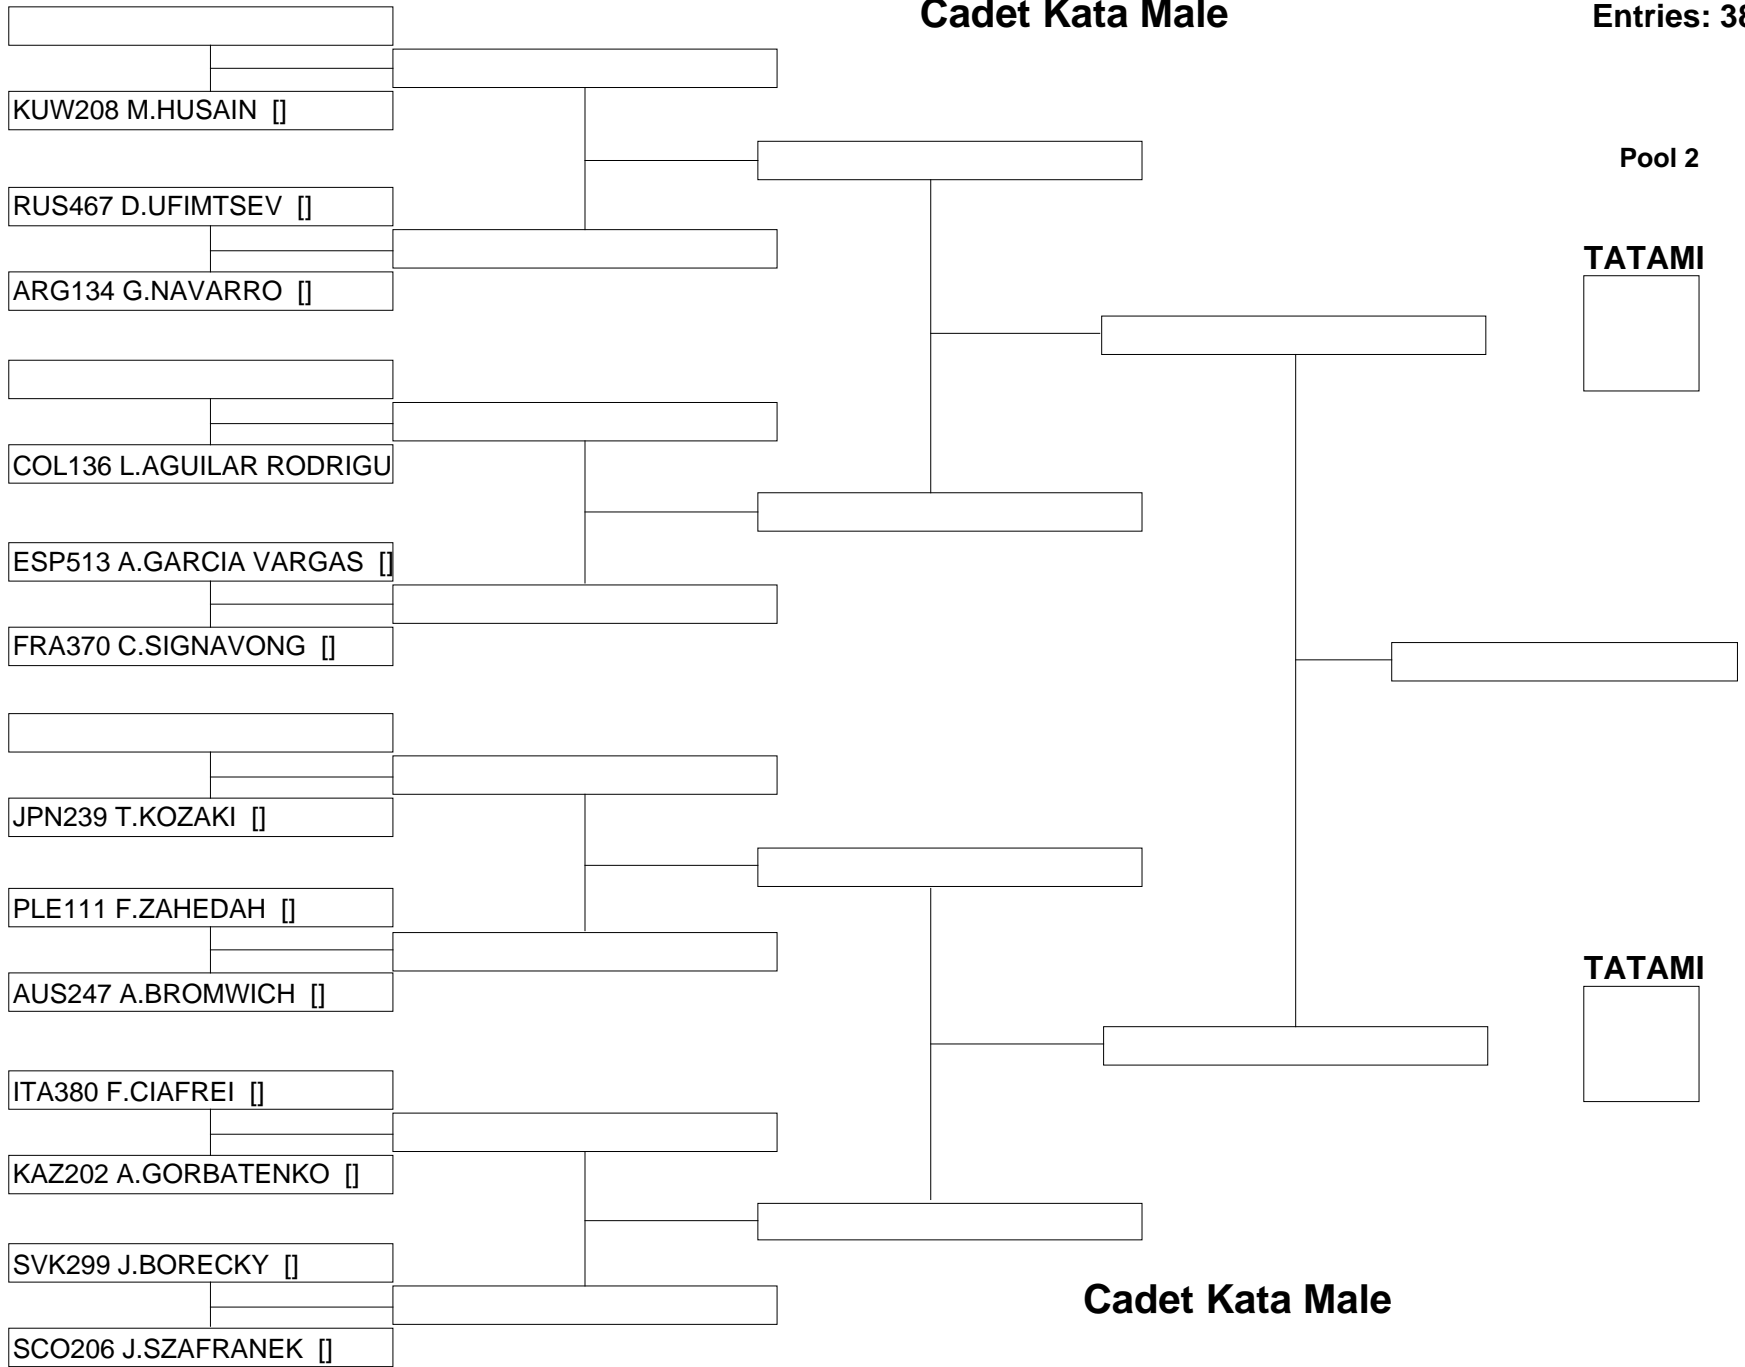 Cadet Kata Male
Entries: 38
KUW208 M.HUSAIN []
Pool 2
RUS467 D.UFIMTSEV []
TATAMI
ARG134 G.NAVARRO []
COL136 L.AGUILAR RODRIGU
ESP513 A.GARCIA VARGAS []
FRA370 C.SIGNAVONG []
JPN239 T.KOZAKI []
PLE111 F.ZAHEDAH []
TATAMI
AUS247 A.BROMWICH []
ITA380 F.CIAFREI []
KAZ202 A.GORBATENKO []
SVK299 J.BORECKY []
Cadet Kata Male
SCO206 J.SZAFRANEK []